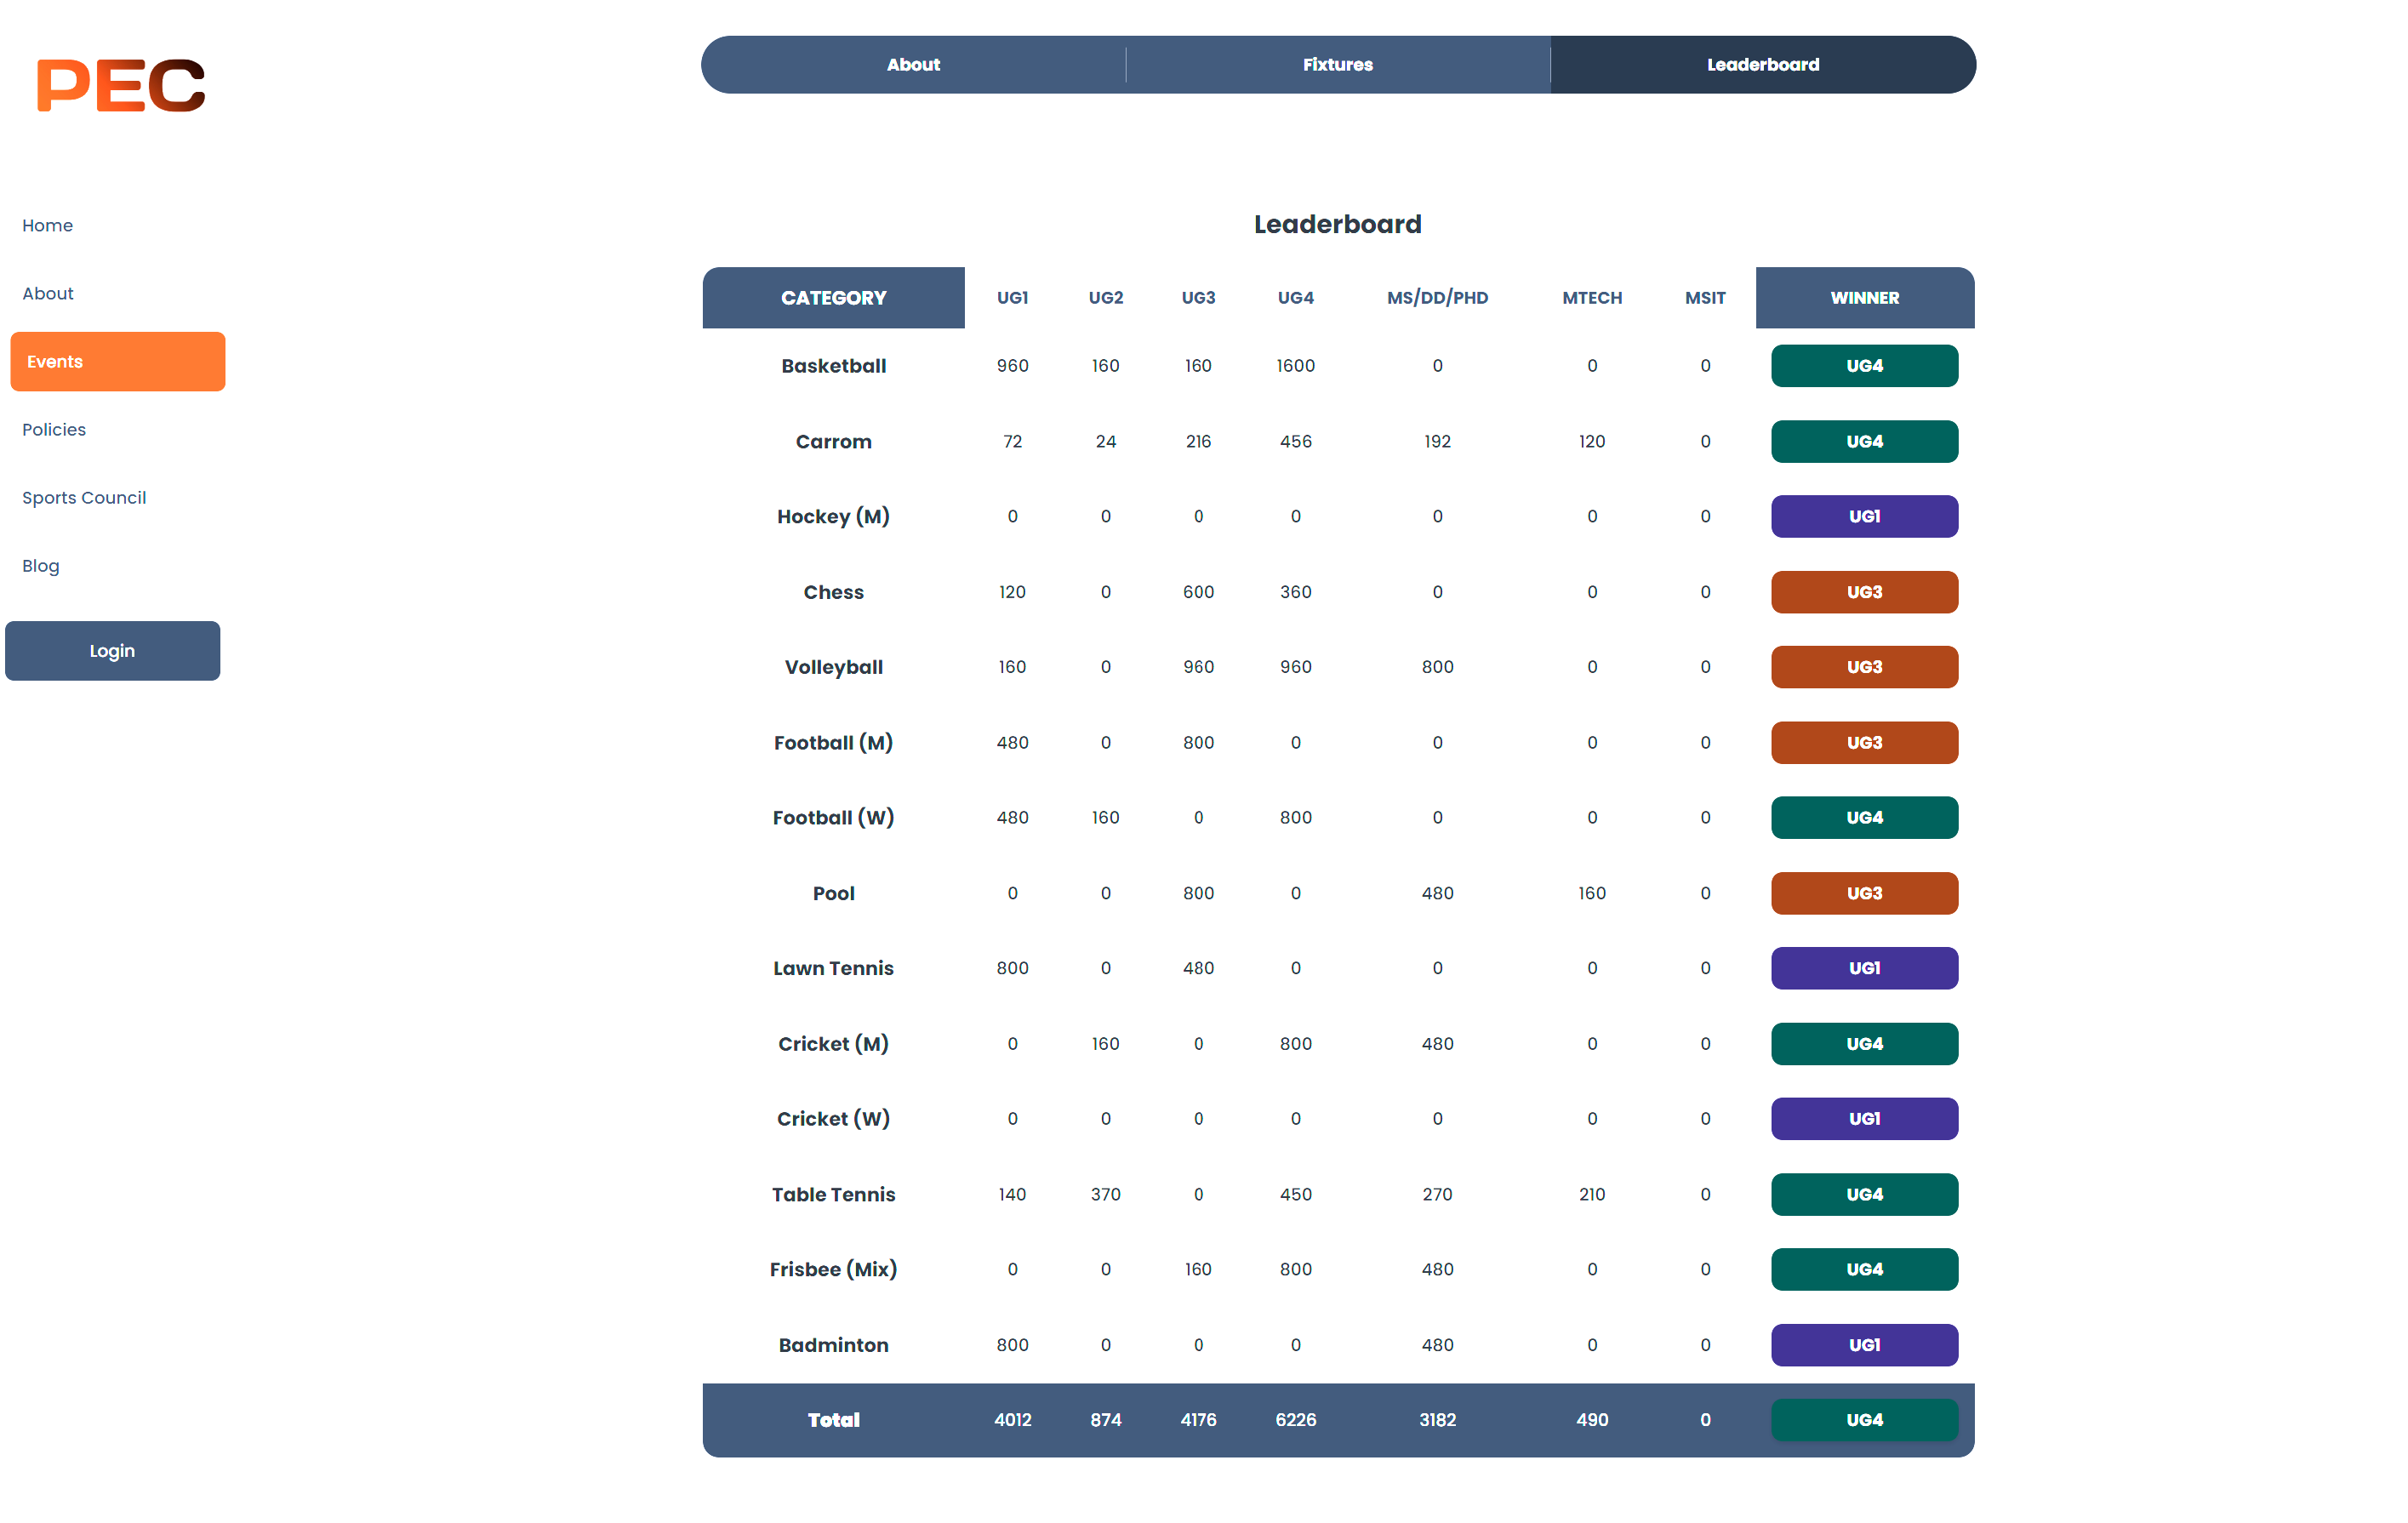 PEC
Home
About
Events
Policies
Sports Council
Blog
Login
About Fixtures Leaderboard
Leaderboard
CATEGORY UG1 UG2 UG3 UG4 MS/DD/PHD MTECH MSIT WINNER
Basketball 960 160 160 1600 0 0 0 UG4
Carrom 72 24 216 456 192 120 0 UG4
Hockey (M) 0 0 0 0 0 0 0 UG1
Chess 120 0 600 360 0 0 0 UG3
Volleyball 160 0 960 960 800 0 0 UG3
Football (M) 480 0 800 0 0 0 0 UG3
Football (W) 480 160 0 800 0 0 0 UG4
Pool 0 0 800 0 480 160 0 UG3
Lawn Tennis 800 0 480 0 0 0 0 UG1
Cricket (M) 0 160 0 800 480 0 0 UG4
Cricket (W) 0 0 0 0 0 0 0 UG1
Table Tennis 140 370 0 450 270 210 0 UG4
Frisbee (Mix) 0 0 160 800 480 0 0 UG4
Badminton 800 0 0 0 480 0 0 UG1
Total 4012 874 4176 6226 3182 490 0 UG4